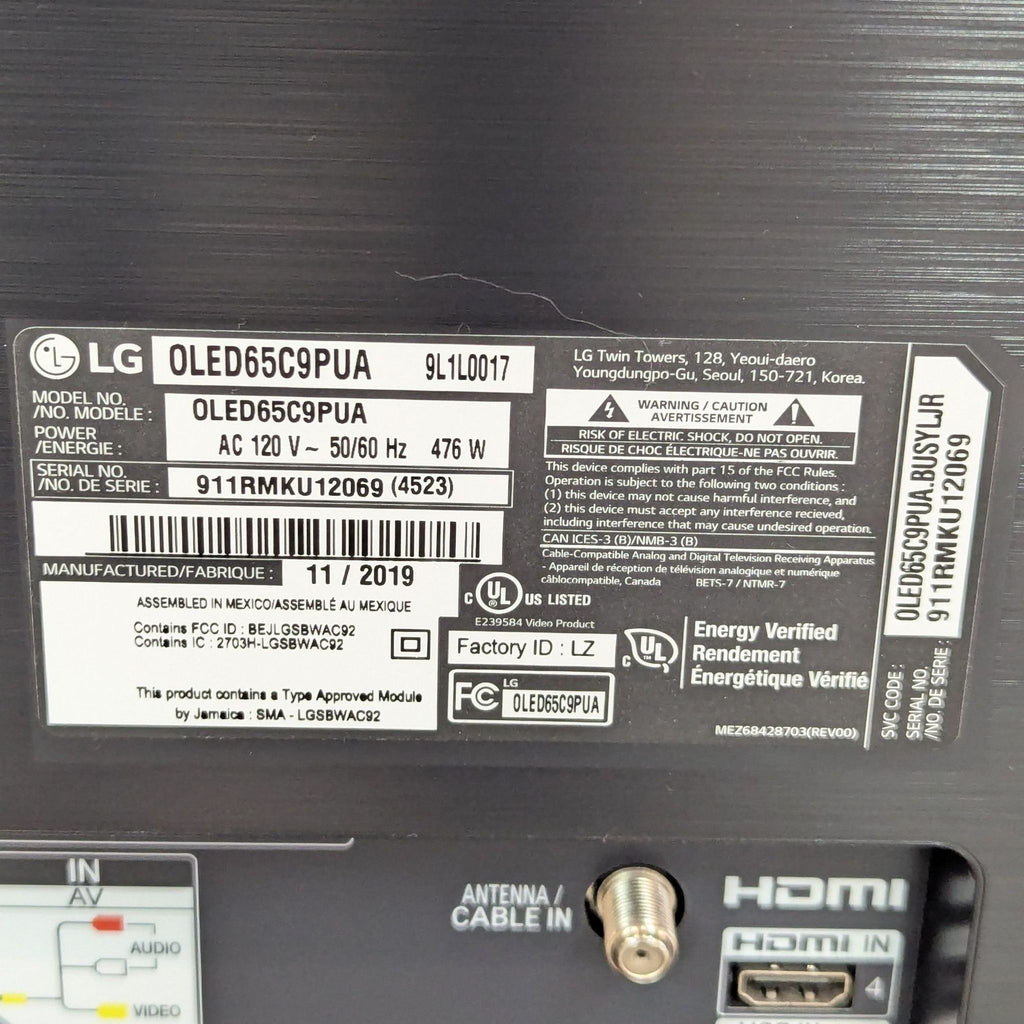 LG OLED65C9PUA 9L1L0017
MODEL NO.
/NO. MODÈLE : OLED65C9PUA
POWER
/ÉNERGIE : AC 120 V ~ 50/60 Hz 476 W
SERIAL NO.
/NO. DE SÉRIE : 911RMKU12069 (4523)
MANUFACTURED/FABRIQUE : 11 / 2019
ASSEMBLED IN MEXICO/ASSEMBLÉ AU MEXIQUE
Contains FCC ID : BEJLGSBWAC92
Contains IC : 2703H-LGSBWAC92
This product contains a Type Approved Module
by Jamaica : SMA - LGSBWAC92
LG Twin Towers, 128, Yeoui-daero
Youngdungpo-Gu, Seoul, 150-721, Korea.
WARNING / CAUTION
AVERTISSEMENT
RISK OF ELECTRIC SHOCK, DO NOT OPEN.
RISQUE DE CHOC ÉLECTRIQUE-NE PAS OUVRIR.
This device complies with part 15 of the FCC Rules.
Operation is subject to the following two conditions :
(1) this device may not cause harmful interference, and
(2) this device must accept any interference recieved,
including interference that may cause undesired operation.
CAN ICES-3 (B)/NMB-3 (B)
Cable-Compatible Analog and Digital Television Receiving Apparatus
- Appareil de réception de télévision analogique et numérique
câblocompatible, Canada BETS-7 / NTMR-7
c UL ® US LISTED
E239584 Video Product
Factory ID : LZ
FC LG
OLED65C9PUA
c UL ™
Energy Verified
Rendement
Énergétique Vérifié
MEZ68428703(REV00)
SVC CODE : OLED65C9PUA.BUSYLJR
SERIAL NO.
/NO. DE SÉRIE : 911RMKU12069
IN
AV
AUDIO
VIDEO
ANTENNA /
CABLE IN
HDMI
HDMI IN
4